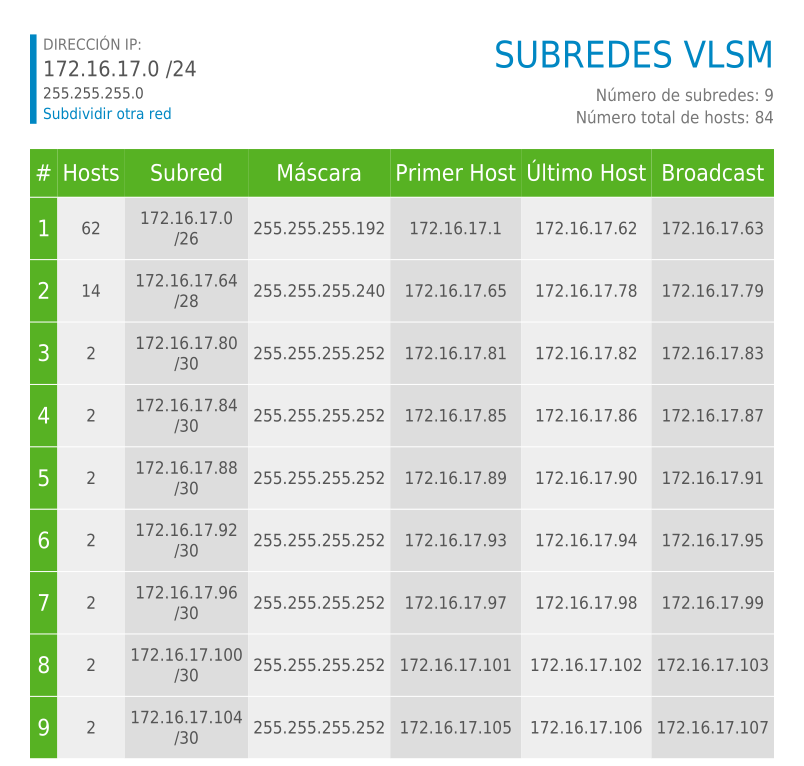 DIRECCIÓN IP:
172.16.17.0 /24
255.255.255.0
Subdividir otra red
SUBREDES VLSM
Número de subredes: 9
Número total de hosts: 84
# Hosts Subred Máscara Primer Host Último Host Broadcast
1 62 172.16.17.0 /26 255.255.255.192 172.16.17.1 172.16.17.62 172.16.17.63
2 14 172.16.17.64 /28 255.255.255.240 172.16.17.65 172.16.17.78 172.16.17.79
3 2 172.16.17.80 /30 255.255.255.252 172.16.17.81 172.16.17.82 172.16.17.83
4 2 172.16.17.84 /30 255.255.255.252 172.16.17.85 172.16.17.86 172.16.17.87
5 2 172.16.17.88 /30 255.255.255.252 172.16.17.89 172.16.17.90 172.16.17.91
6 2 172.16.17.92 /30 255.255.255.252 172.16.17.93 172.16.17.94 172.16.17.95
7 2 172.16.17.96 /30 255.255.255.252 172.16.17.97 172.16.17.98 172.16.17.99
8 2 172.16.17.100 /30 255.255.255.252 172.16.17.101 172.16.17.102 172.16.17.103
9 2 172.16.17.104 /30 255.255.255.252 172.16.17.105 172.16.17.106 172.16.17.107